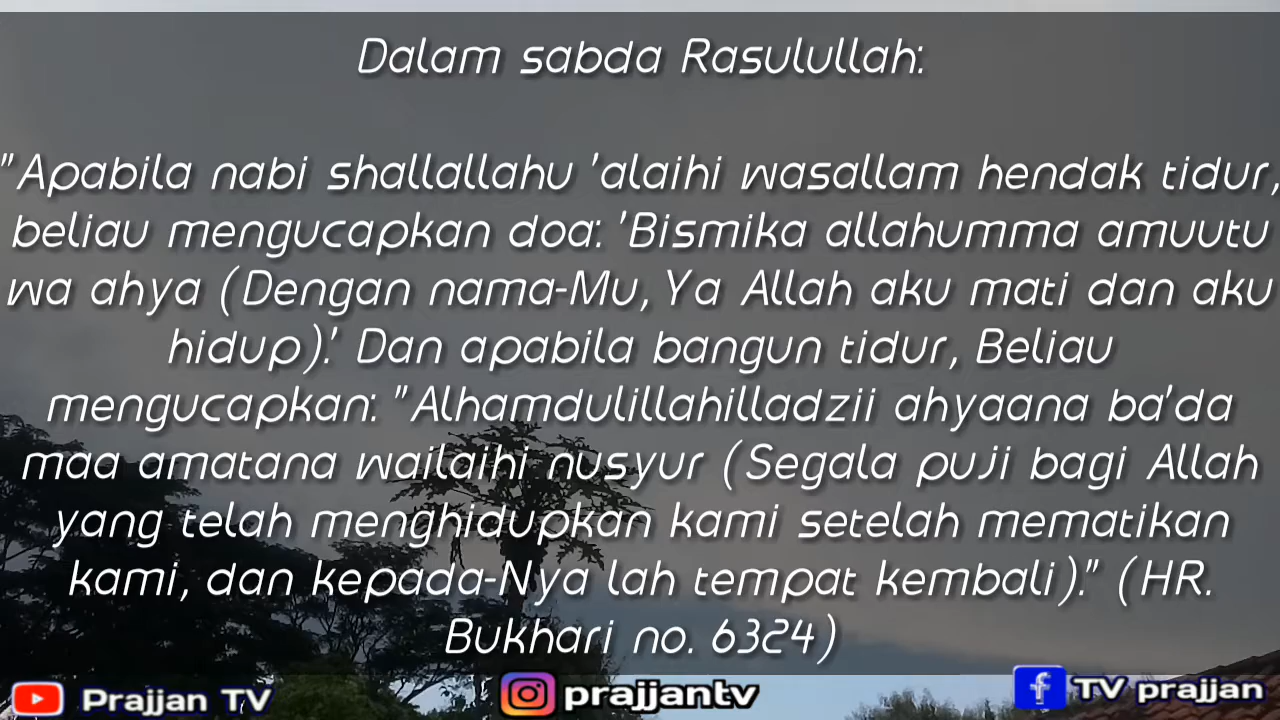 Dalam sabda Rasulullah:
"Apabila nabi shallallahu 'alaihi wasallam hendak tidur,
beliau mengucapkan doa: 'Bismika allahumma amuutu
wa ahya (Dengan nama-Mu, Ya Allah aku mati dan aku
hidup).' Dan apabila bangun tidur, Beliau
mengucapkan: "Alhamdulillahilladzii ahyaana ba'da
maa amatana wailaihi nusyur (Segala puji bagi Allah
yang telah menghidupkan kami setelah mematikan
kami, dan kepada-Nya lah tempat kembali)." (HR.
Bukhari no. 6324)
Prajjan TV
prajjantv
TV prajjan